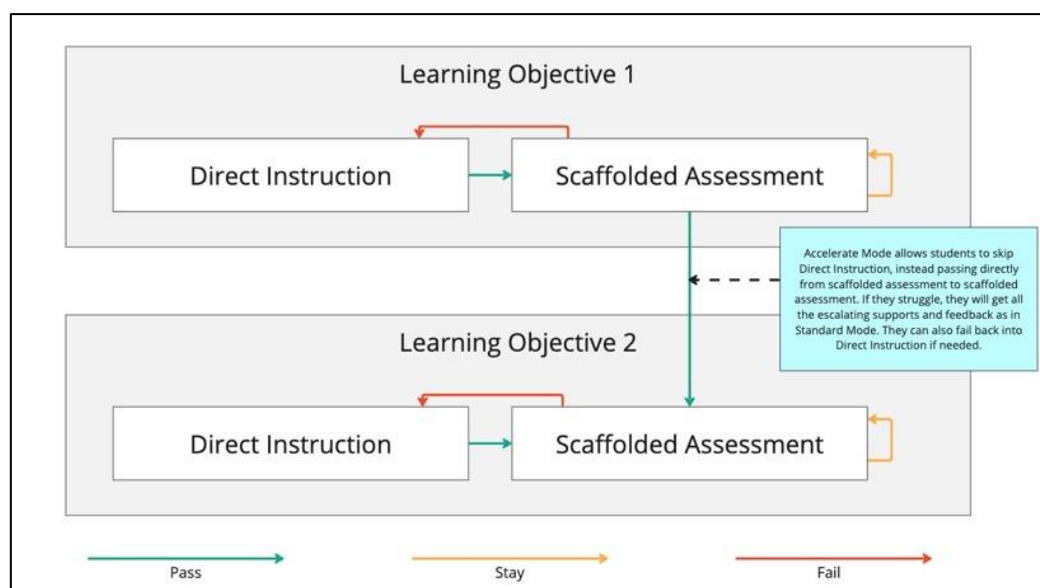 Learning Objective 1
Direct Instruction
Scaffolded Assessment
Accelerate Mode allows students to skip
Direct Instruction, instead passing directly
from scaffolded assessment to scaffolded
assessment. If they struggle, they will get all
the escalating supports and feedback as in
Standard Mode. They can also fail back into
Direct Instruction if needed.
Learning Objective 2
Direct Instruction
Scaffolded Assessment
Pass
Stay
Fail